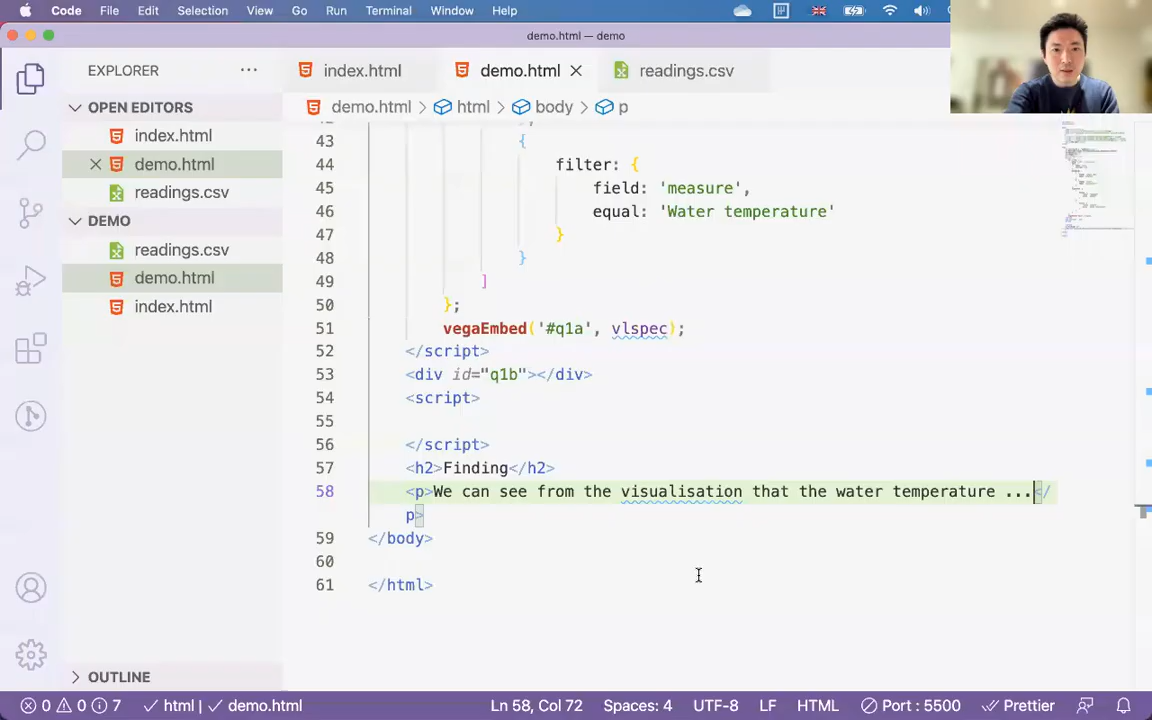 Code File Edit Selection View Go Run Terminal Window Help
demo.html — demo
EXPLORER ...
index.html
demo.html
readings.csv
demo.html > html > body > p
OPEN EDITORS
index.html
demo.html
readings.csv
DEMO
readings.csv
demo.html
index.html
43 {
44 filter: {
45 field: 'measure',
46 equal: 'Water temperature'
47 }
48 }
49 ]
50 };
51 vegaEmbed('#q1a', vlspec);
52 </script>
53 <div id="q1b"></div>
54 <script>
55
56 </script>
57 <h2>Finding</h2>
58 <p>We can see from the visualisation that the water temperature ...</
p>
59 </body>
60
61 </html>
OUTLINE
0 0 7 html | demo.html Ln 58, Col 72 Spaces: 4 UTF-8 LF HTML Port : 5500 Prettier